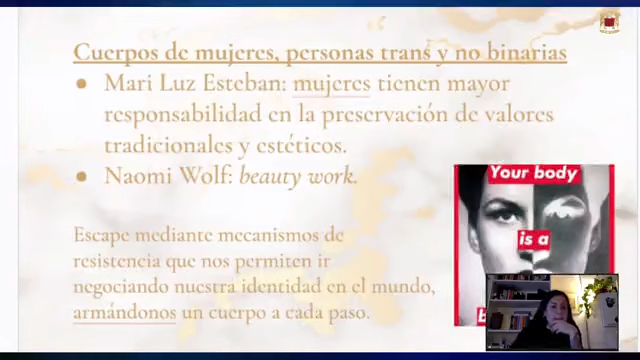 Cuerpos de mujeres, personas trans y no binarias
● Mari Luz Esteban: mujeres tienen mayor
responsabilidad en la preservación de valores
tradicionales y estéticos.
● Naomi Wolf: beauty work.
Escape mediante mecanismos de
resistencia que nos permiten ir
negociando nuestra identidad en el mundo,
armándonos un cuerpo a cada paso.
Your body
is a